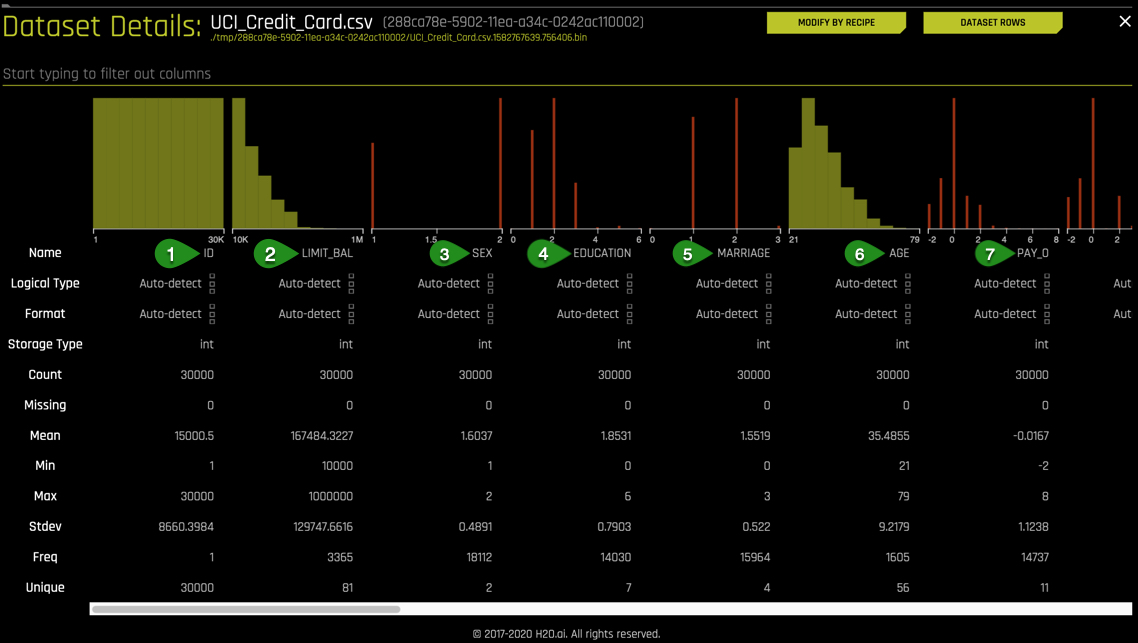 Dataset Details: UCI_Credit_Card.csv (288ca78e-5902-11ea-a34c-0242ac110002)
./tmp/288ca78e-5902-11ea-a34c-0242ac110002/UCI_Credit_Card.csv.1582767639.756406.bin
MODIFY BY RECIPE DATASET ROWS
Start typing to filter out columns
1 30K 10K 1M 1 1.5 2 0 2 4 6 0 1 2 3 21 79 -2 0 2 4 6 8 -2 0 2
Name 1 ID 2 LIMIT_BAL 3 SEX 4 EDUCATION 5 MARRIAGE 6 AGE 7 PAY_0
Logical Type Auto-detect Auto-detect Auto-detect Auto-detect Auto-detect Auto-detect Auto-detect Aut
Format Auto-detect Auto-detect Auto-detect Auto-detect Auto-detect Auto-detect Auto-detect Aut
Storage Type int int int int int int int
Count 30000 30000 30000 30000 30000 30000 30000
Missing 0 0 0 0 0 0 0
Mean 15000.5 167484.3227 1.6037 1.8531 1.5519 35.4855 -0.0167
Min 1 10000 1 0 0 21 -2
Max 30000 1000000 2 6 3 79 8
Stdev 8660.3984 129747.6616 0.4891 0.7903 0.522 9.2179 1.1238
Freq 1 3365 18112 14030 15964 1605 14737
Unique 30000 81 2 7 4 56 11
© 2017-2020 H2O.ai. All rights reserved.